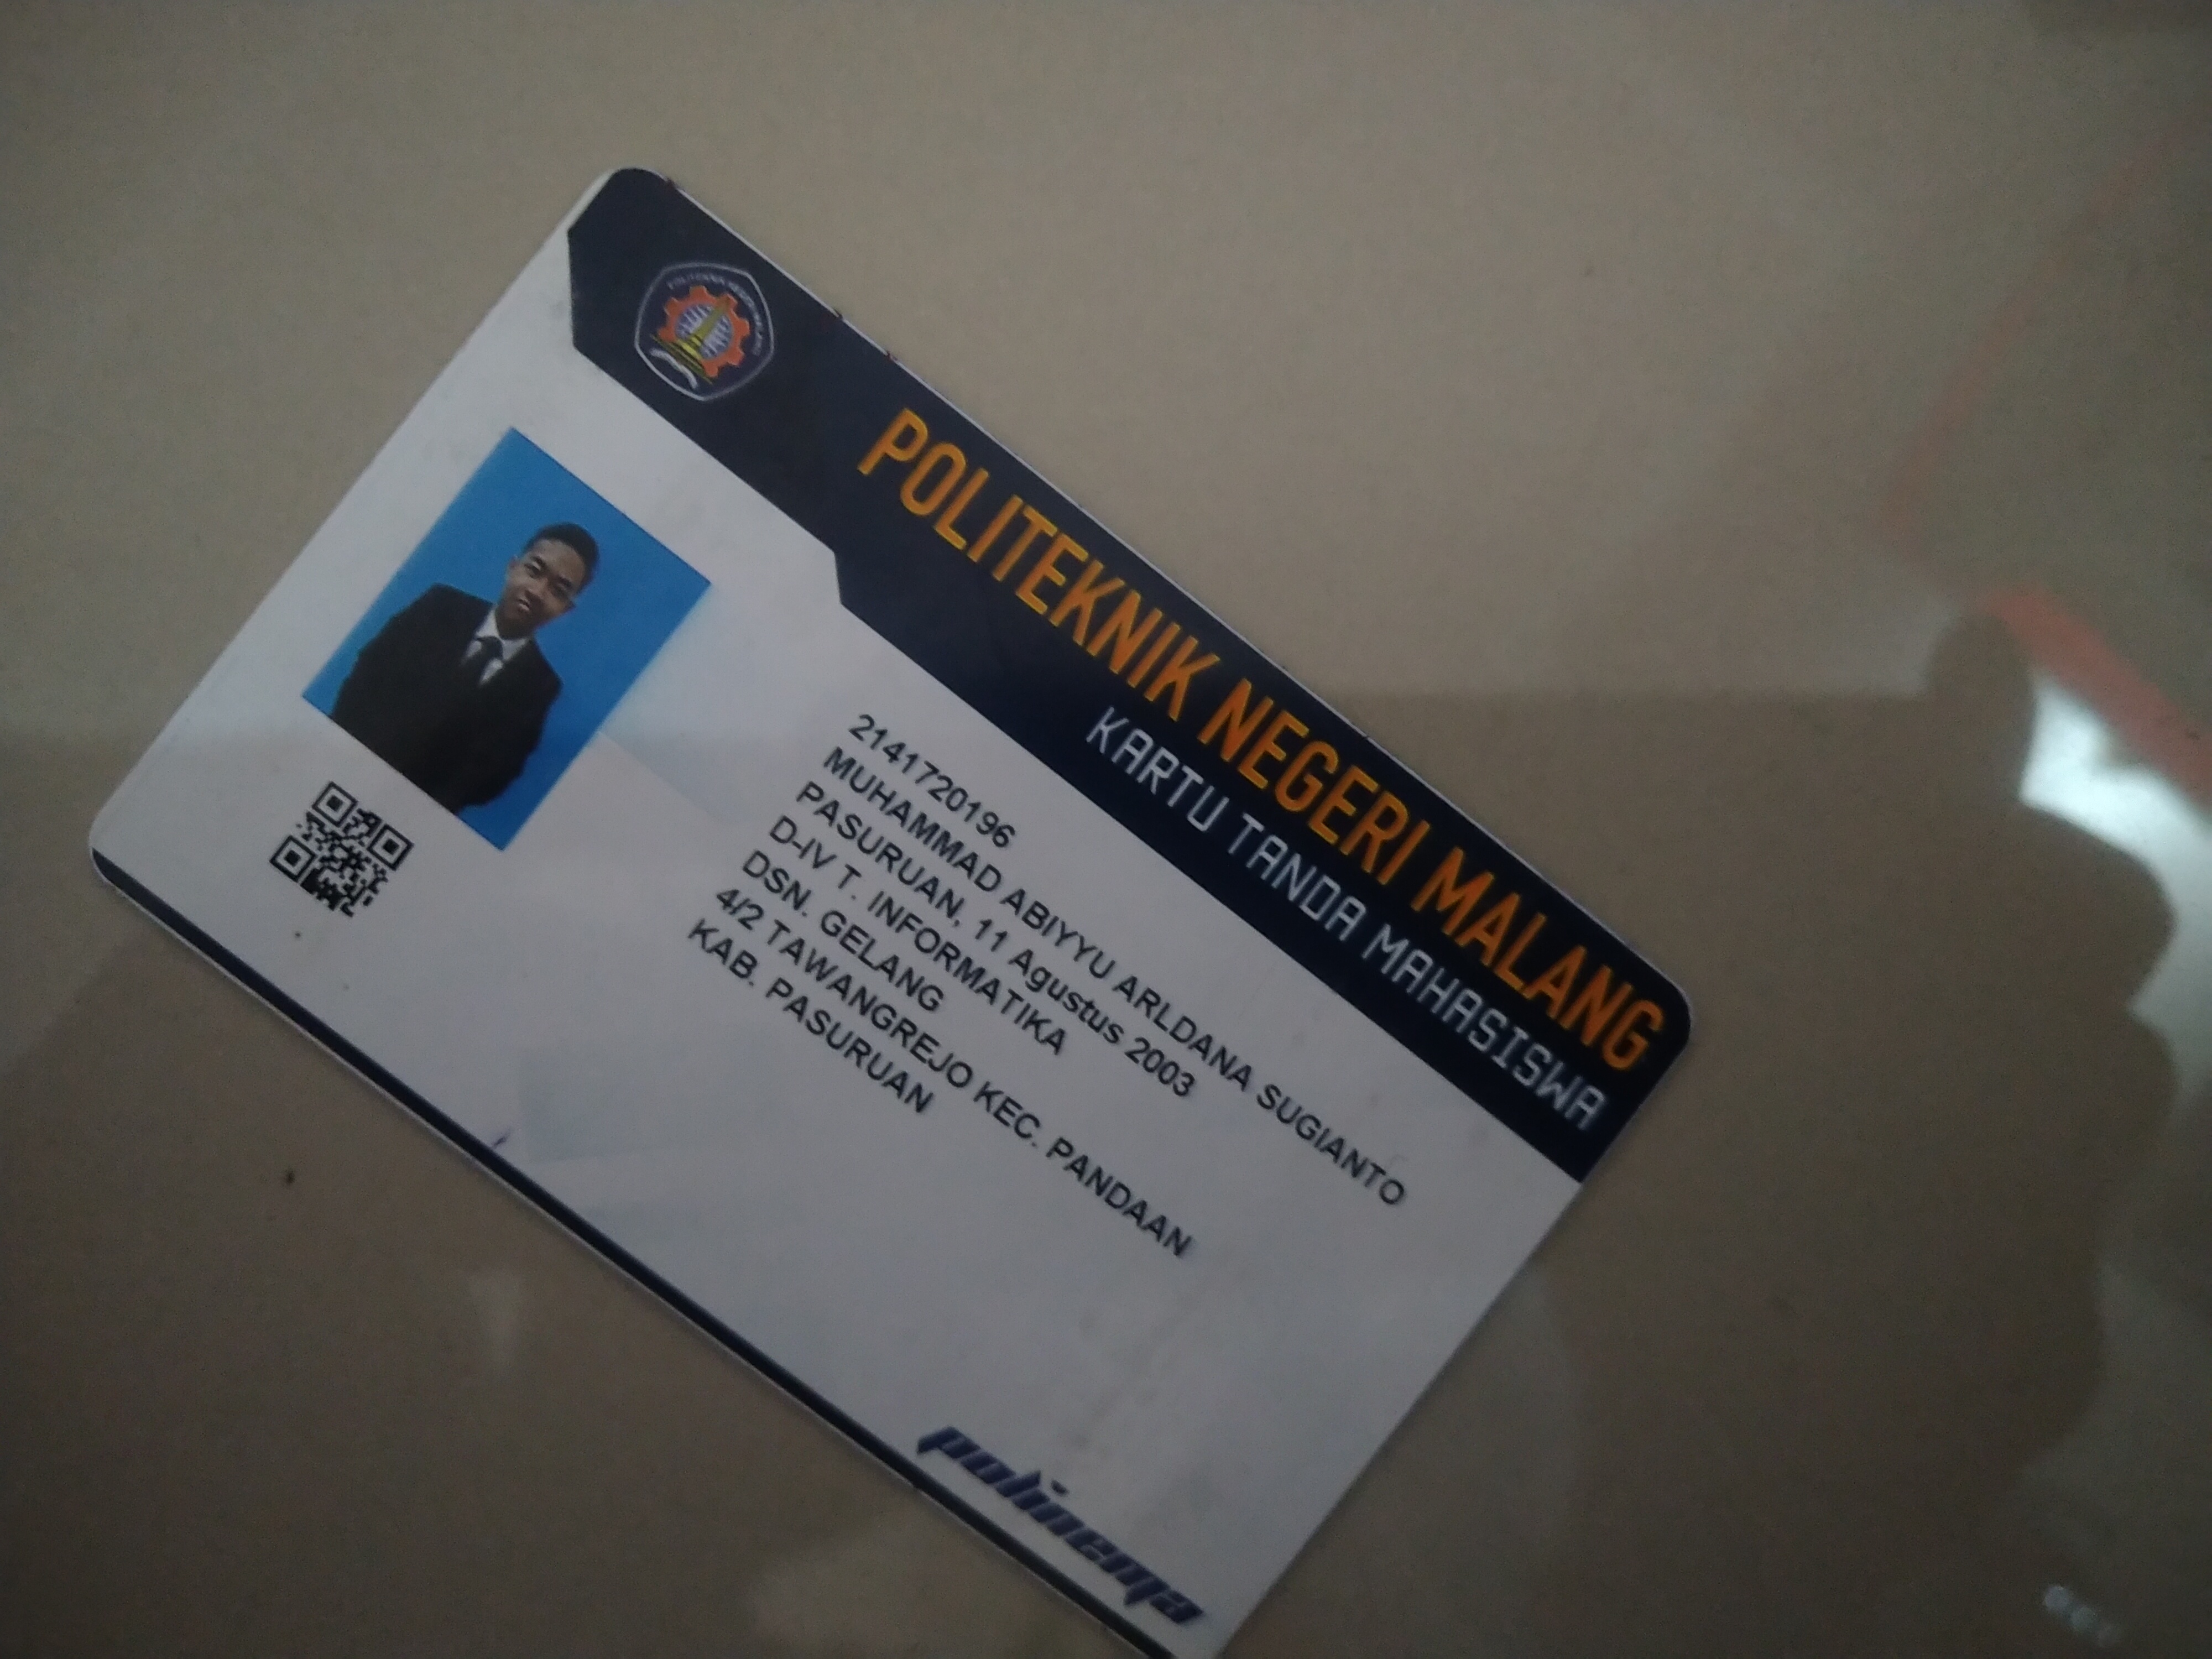 POLITEKNIK NEGERI MALANG
KARTU TANDA MAHASISWA
2141720196
MUHAMMAD ABIYYU ARLDANA SUGIANTO
PASURUAN, 11 Agustus 2003
D-IV T. INFORMATIKA
DSN. GELANG
4/2 TAWANGREJO KEC. PANDAAN
KAB. PASURUAN
polinema